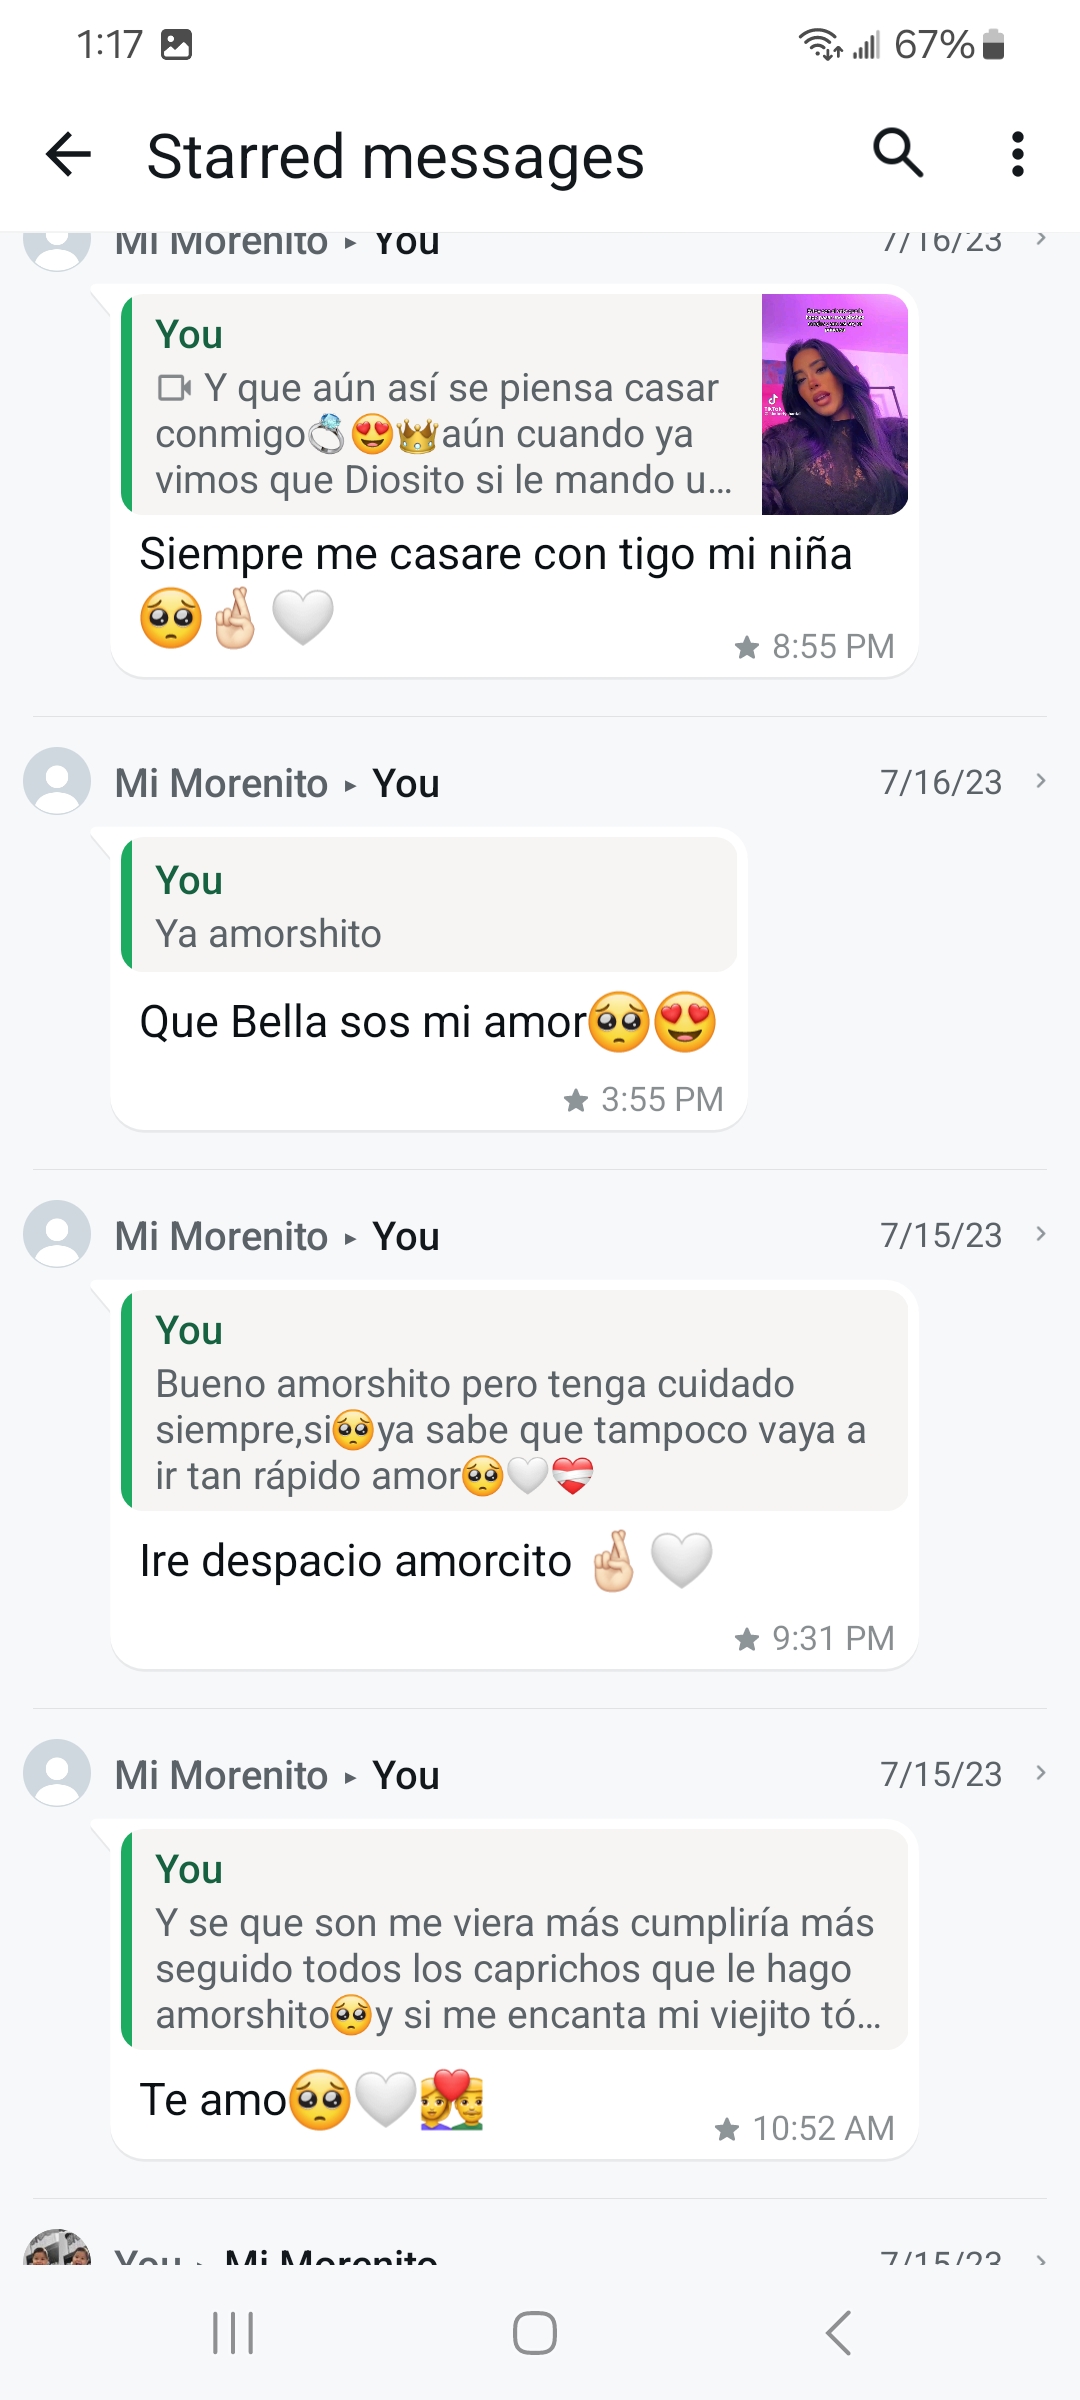 1:17 67%
Starred messages
Mi Morenito ▸ You 7/16/23
You
Y que aún así se piensa casar
conmigo💍😍👑aún cuando ya
vimos que Diosito si le mando u...
TikTok
Siempre me casare con tigo mi niña
🥺🤞🏻🤍
8:55 PM
Mi Morenito ▸ You 7/16/23
You
Ya amorshito
Que Bella sos mi amor🥺😍
3:55 PM
Mi Morenito ▸ You 7/15/23
You
Bueno amorshito pero tenga cuidado
siempre,si🥺ya sabe que tampoco vaya a
ir tan rápido amor🥺🤍❤️‍🩹
Ire despacio amorcito 🤞🏻🤍
9:31 PM
Mi Morenito ▸ You 7/15/23
You
Y se que son me viera más cumpliría más
seguido todos los caprichos que le hago
amorshito🥺y si me encanta mi viejito tó...
Te amo🥺🤍👩‍❤️‍👨
10:52 AM
You ▸ Mi Morenito 7/15/23